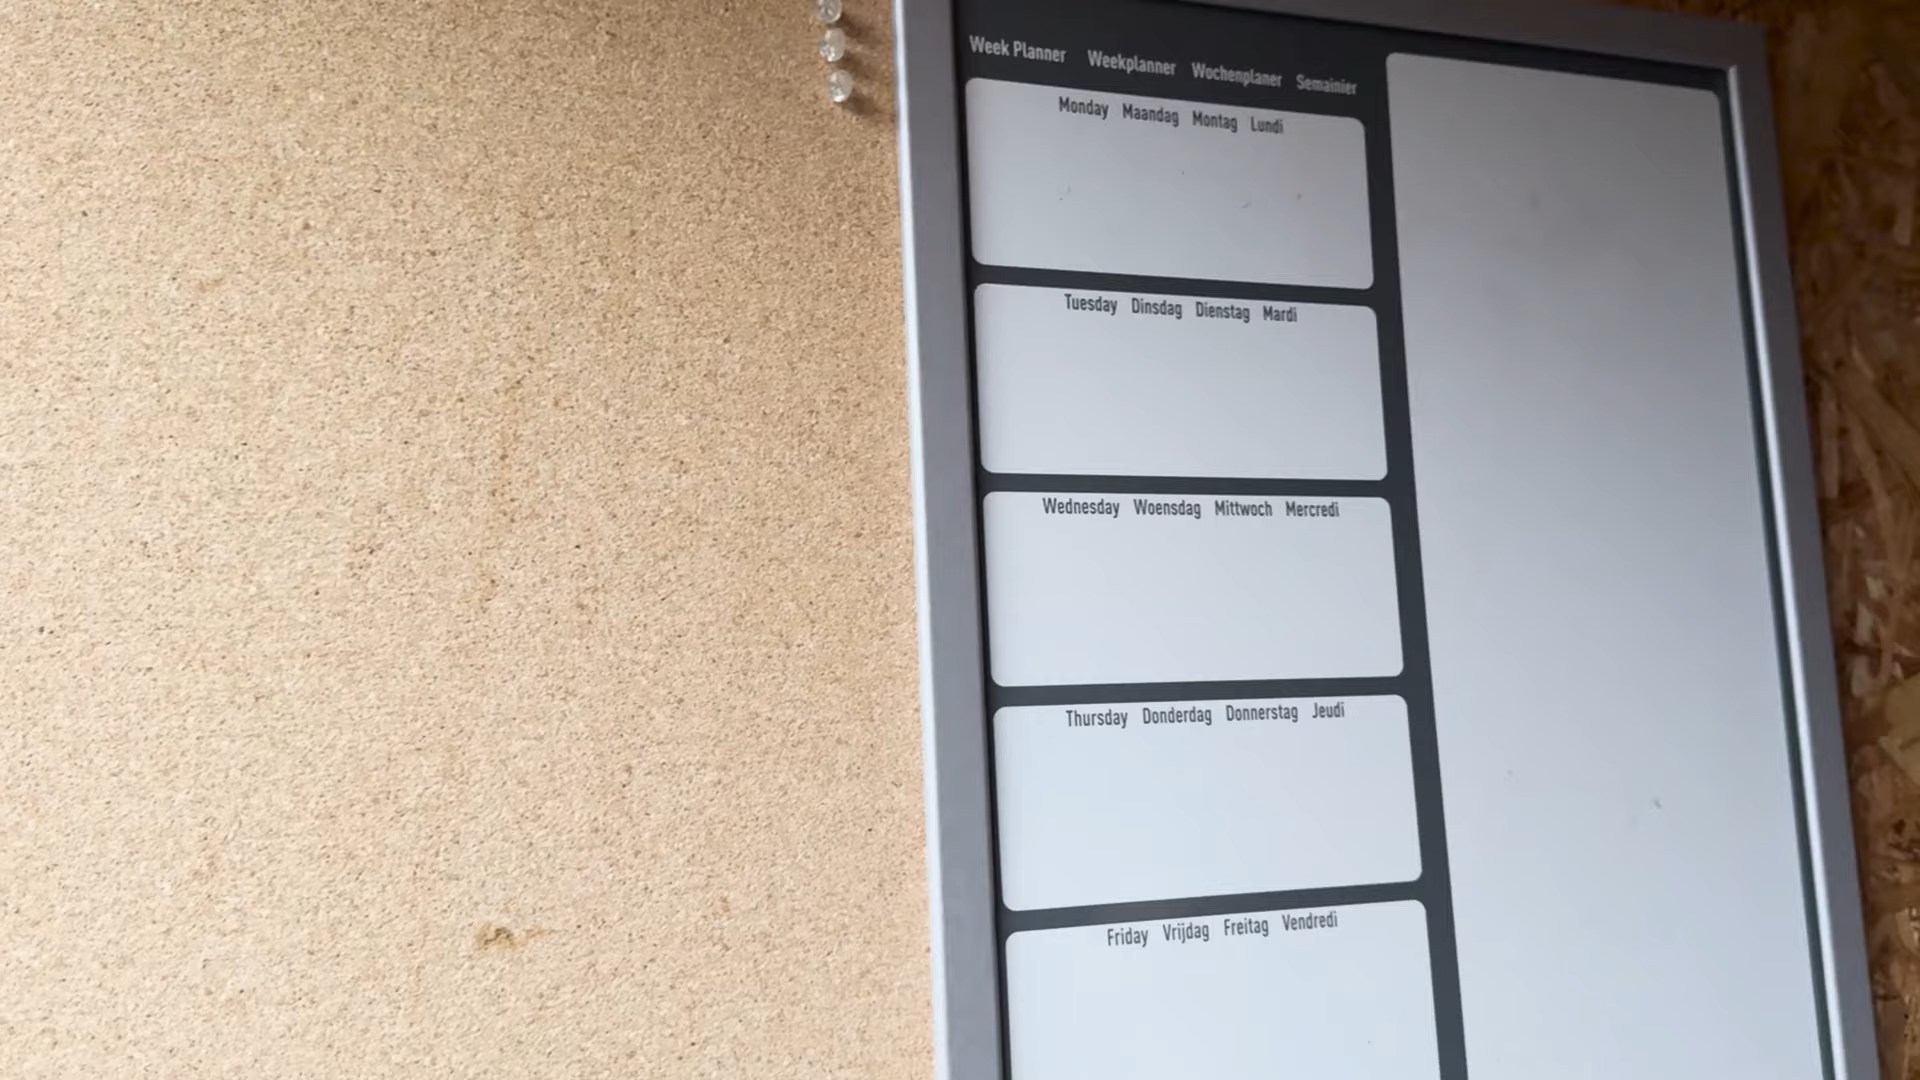 Week Planner Weekplanner Wochenplaner Semainier
Monday Maandag Montag Lundi
Tuesday Dinsdag Dienstag Mardi
Wednesday Woensdag Mittwoch Mercredi
Thursday Donderdag Donnerstag Jeudi
Friday Vrijdag Freitag Vendredi